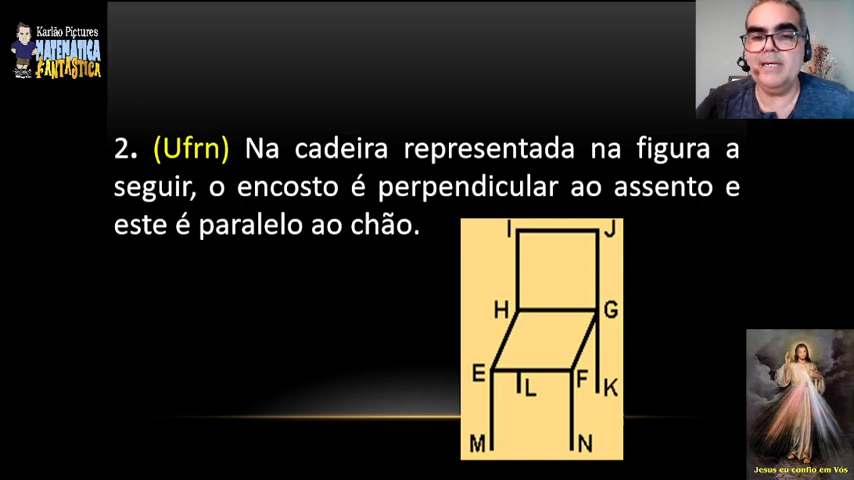 Karlão Pictures
MATEMÁTICA
FANTÁSTICA
2. (Ufrn) Na cadeira representada na figura a
seguir, o encosto é perpendicular ao assento e
este é paralelo ao chão.
I J
H G
E F
L K
M N
Jesus eu confio em Vós